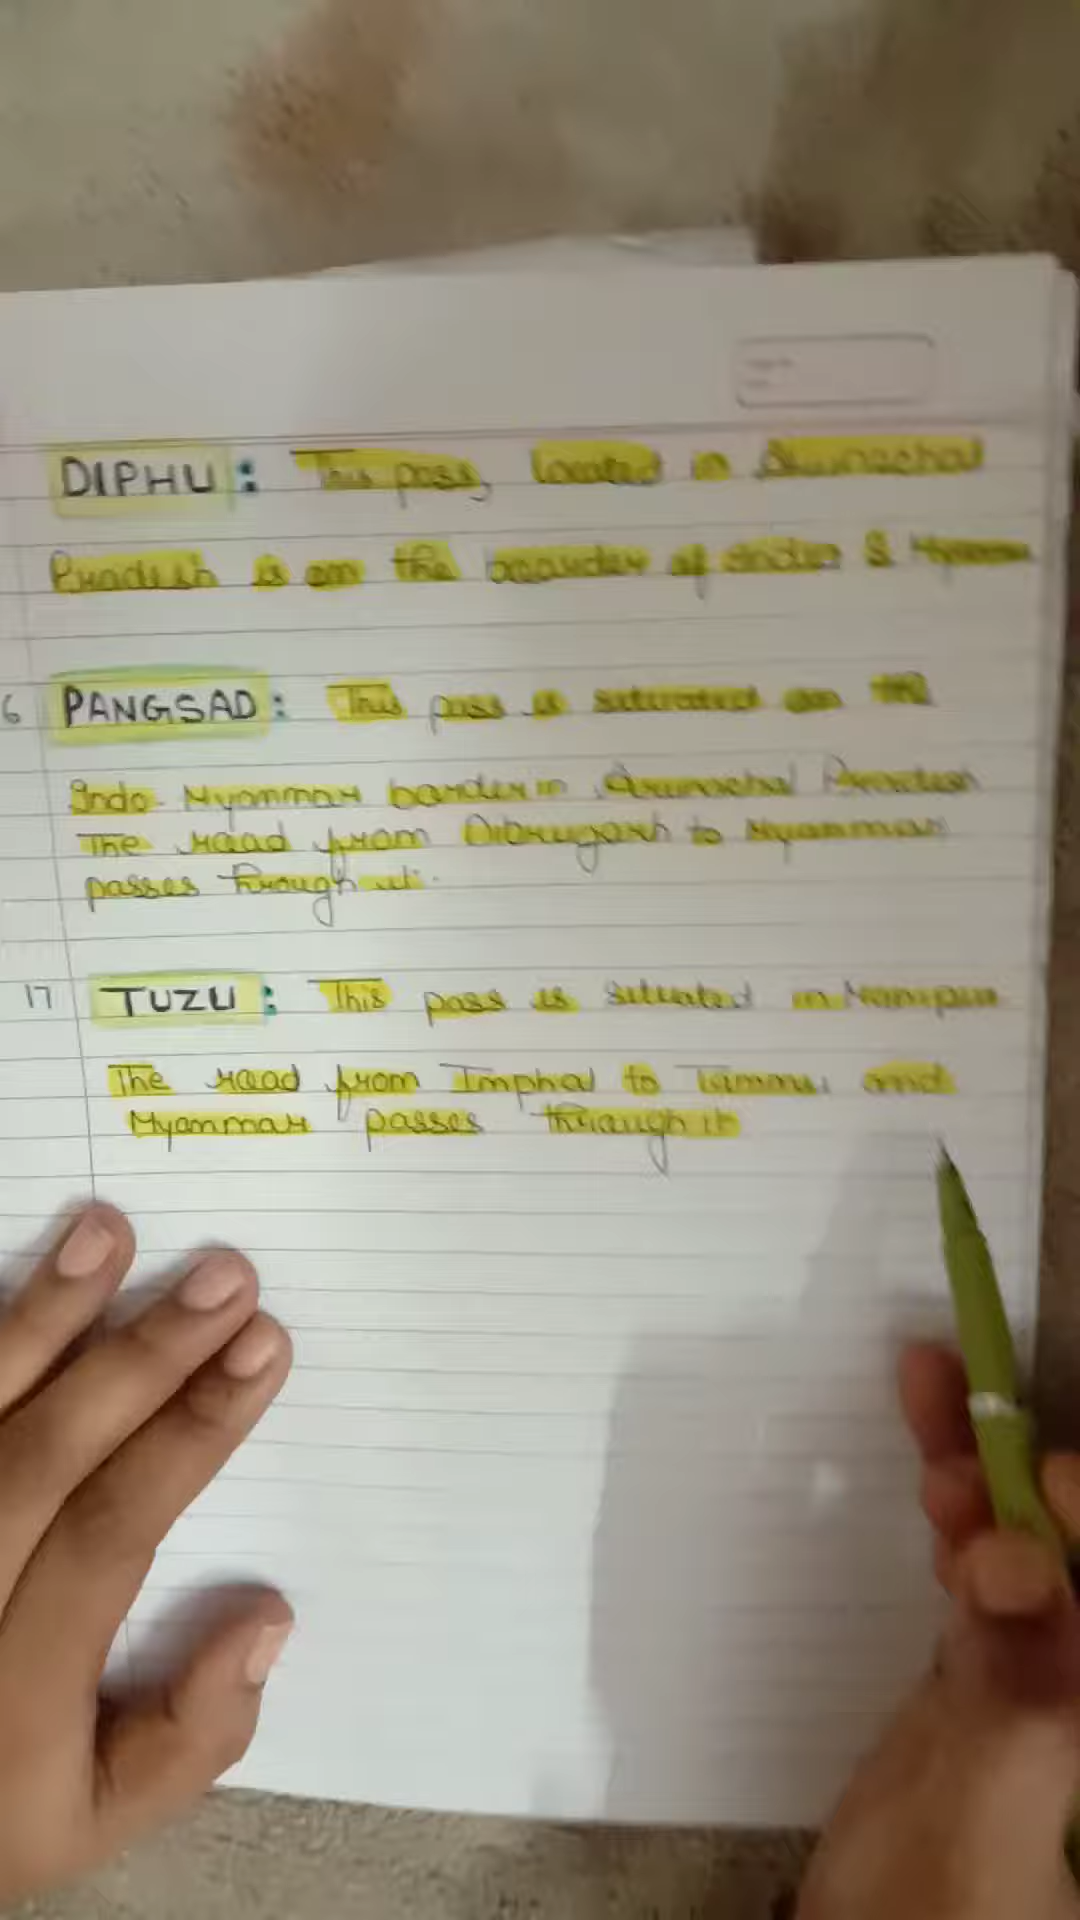 DIPHU: This pass, located in Arunachal
Pradesh is on the boarder of India &
6 PANGSAD: This pass is situated on the
Indo-Myanmar border in Arunachal Pradesh
The road from Dibrugarh to Myanmar
passes through it.
17 TUZU: This pass is situated in Manipur
The road from Imphal to Tammu and
Myanmar passes through it